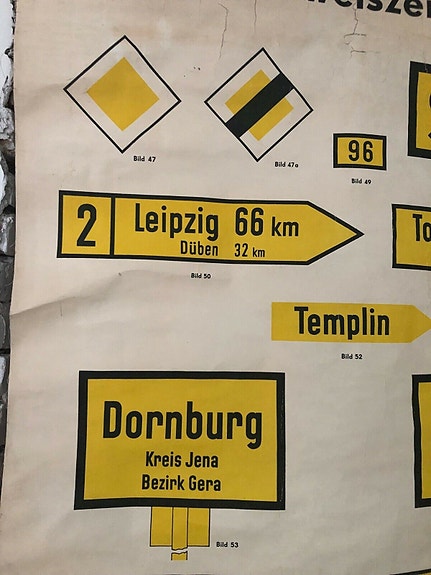 Bild 47
Bild 47a
96
Bild 49
2 Leipzig 66 km
Düben 32 km
Bild 50
To
Templin
Bild 52
Dornburg
Kreis Jena
Bezirk Gera
Bild 53